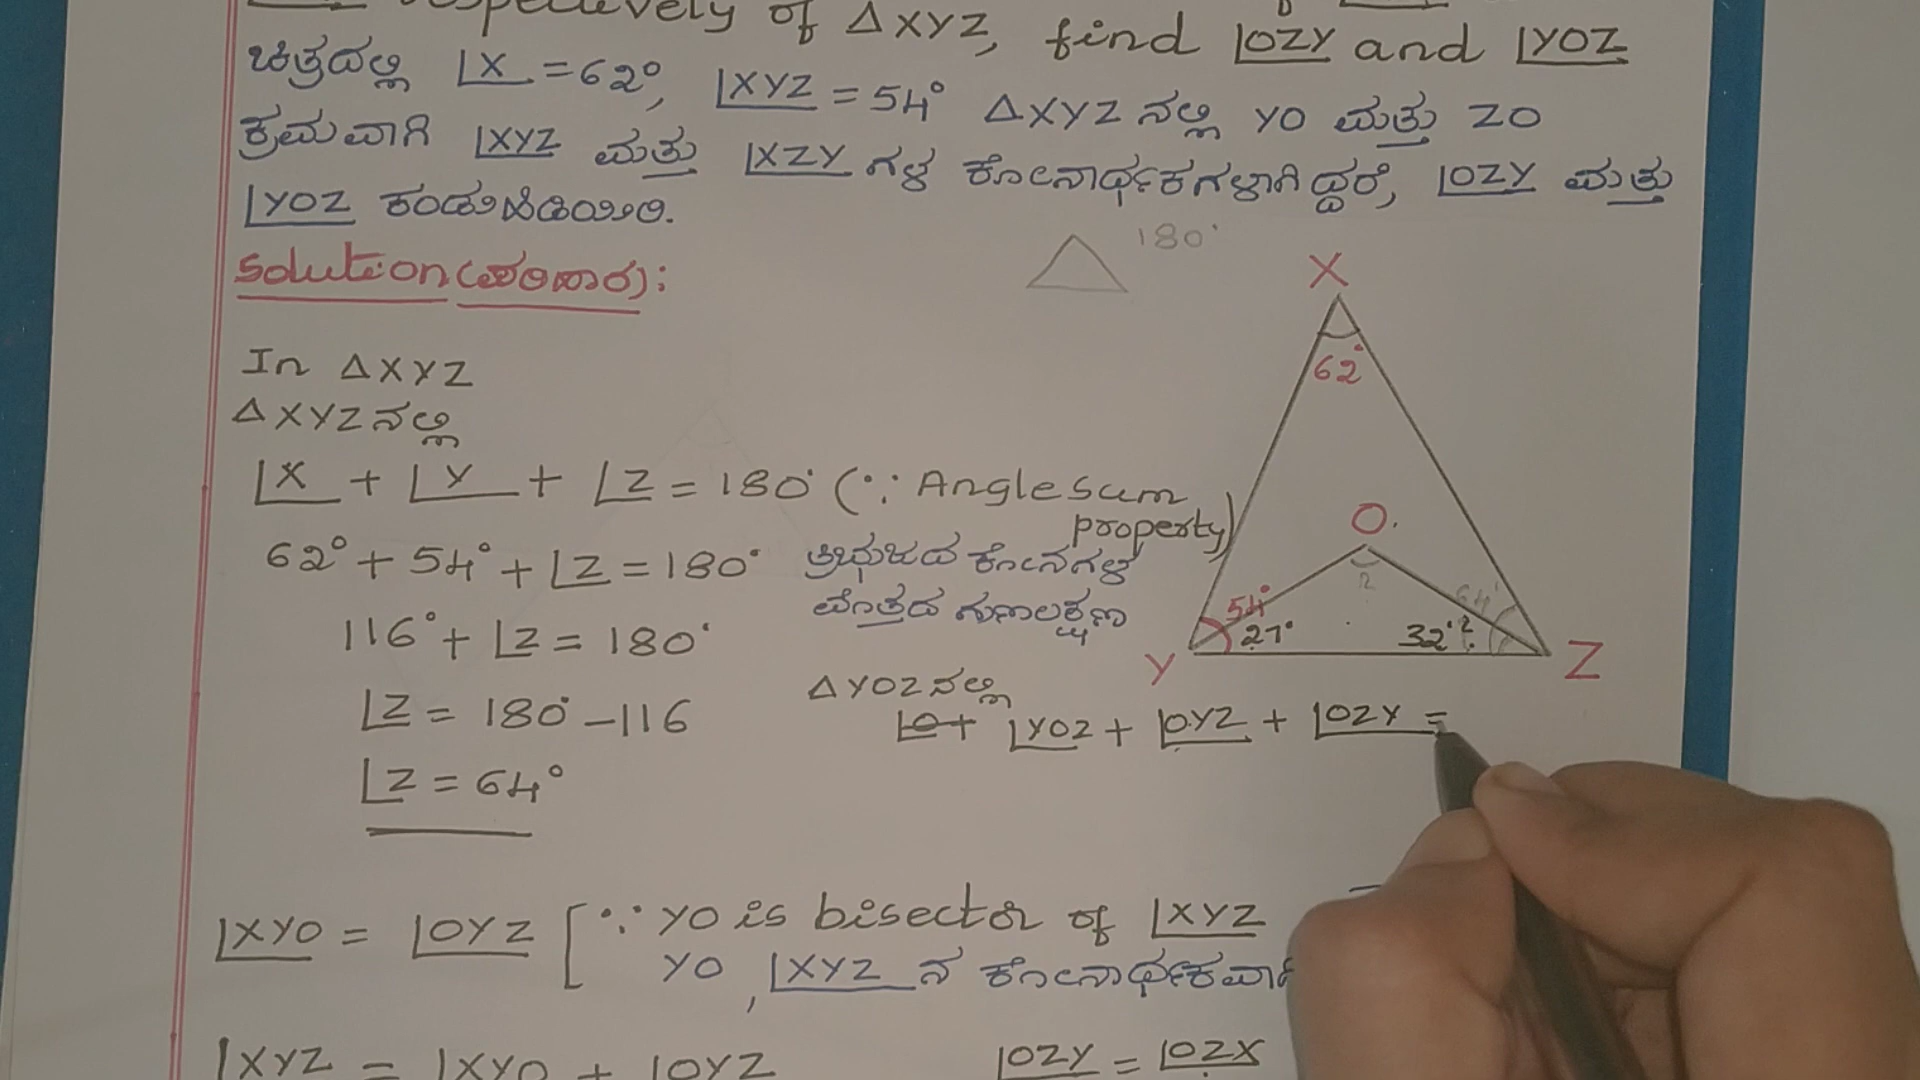 respectively of ΔXYZ, find ∠OZY and ∠YOZ
ಚಿತ್ರದಲ್ಲಿ ∠X = 62°, ∠XYZ = 54° ΔXYZ ನಲ್ಲಿ YO ಮತ್ತು ZO
ಕ್ರಮವಾಗಿ ∠XYZ ಮತ್ತು ∠XZY ಗಳ ಕೋನಾರ್ಧಕಗಳಾಗಿದ್ದರೆ, ∠OZY ಮತ್ತು
∠YOZ ಕಂಡುಹಿಡಿಯಿರಿ.
180°
Solution (ಪರಿಹಾರ):
X
62°
O
54°
27°
64°
32° ?
?
Y
Z
In ΔXYZ
ΔXYZ ನಲ್ಲಿ
∠X + ∠Y + ∠Z = 180° (∵ Angle sum
property)
62° + 54° + ∠Z = 180°
ತ್ರಿಭುಜದ ಕೋನಗಳ
ಮೊತ್ತದ ಗುಣಲಕ್ಷಣ
116° + ∠Z = 180°
∠Z = 180° - 116
∠Z = 64°
ΔYOZ ನಲ್ಲಿ
∠O + ∠YOZ + ∠OYZ + ∠OZY =
∠XYO = ∠OYZ [∵ YO is bisector of ∠XYZ
YO, ∠XYZ ನ
∠XYZ = ∠XYO + ∠OYZ
∠OZY = ∠OZX